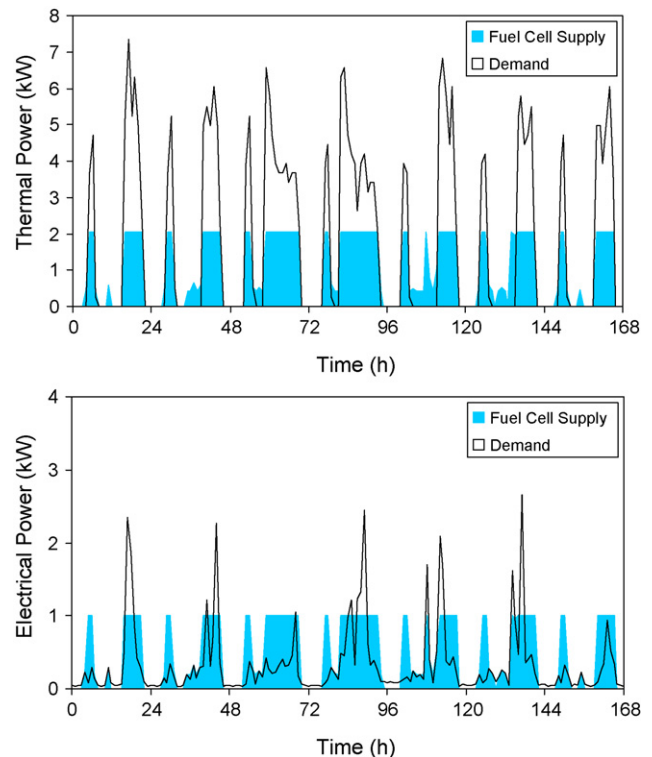 Thermal Power (kW)
8
7
6
5
4
3
2
1
0
Fuel Cell Supply
Demand
0 24 48 72 96 120 144 168
Time (h)
Electrical Power (kW)
4
3
2
1
0
Fuel Cell Supply
Demand
0 24 48 72 96 120 144 168
Time (h)